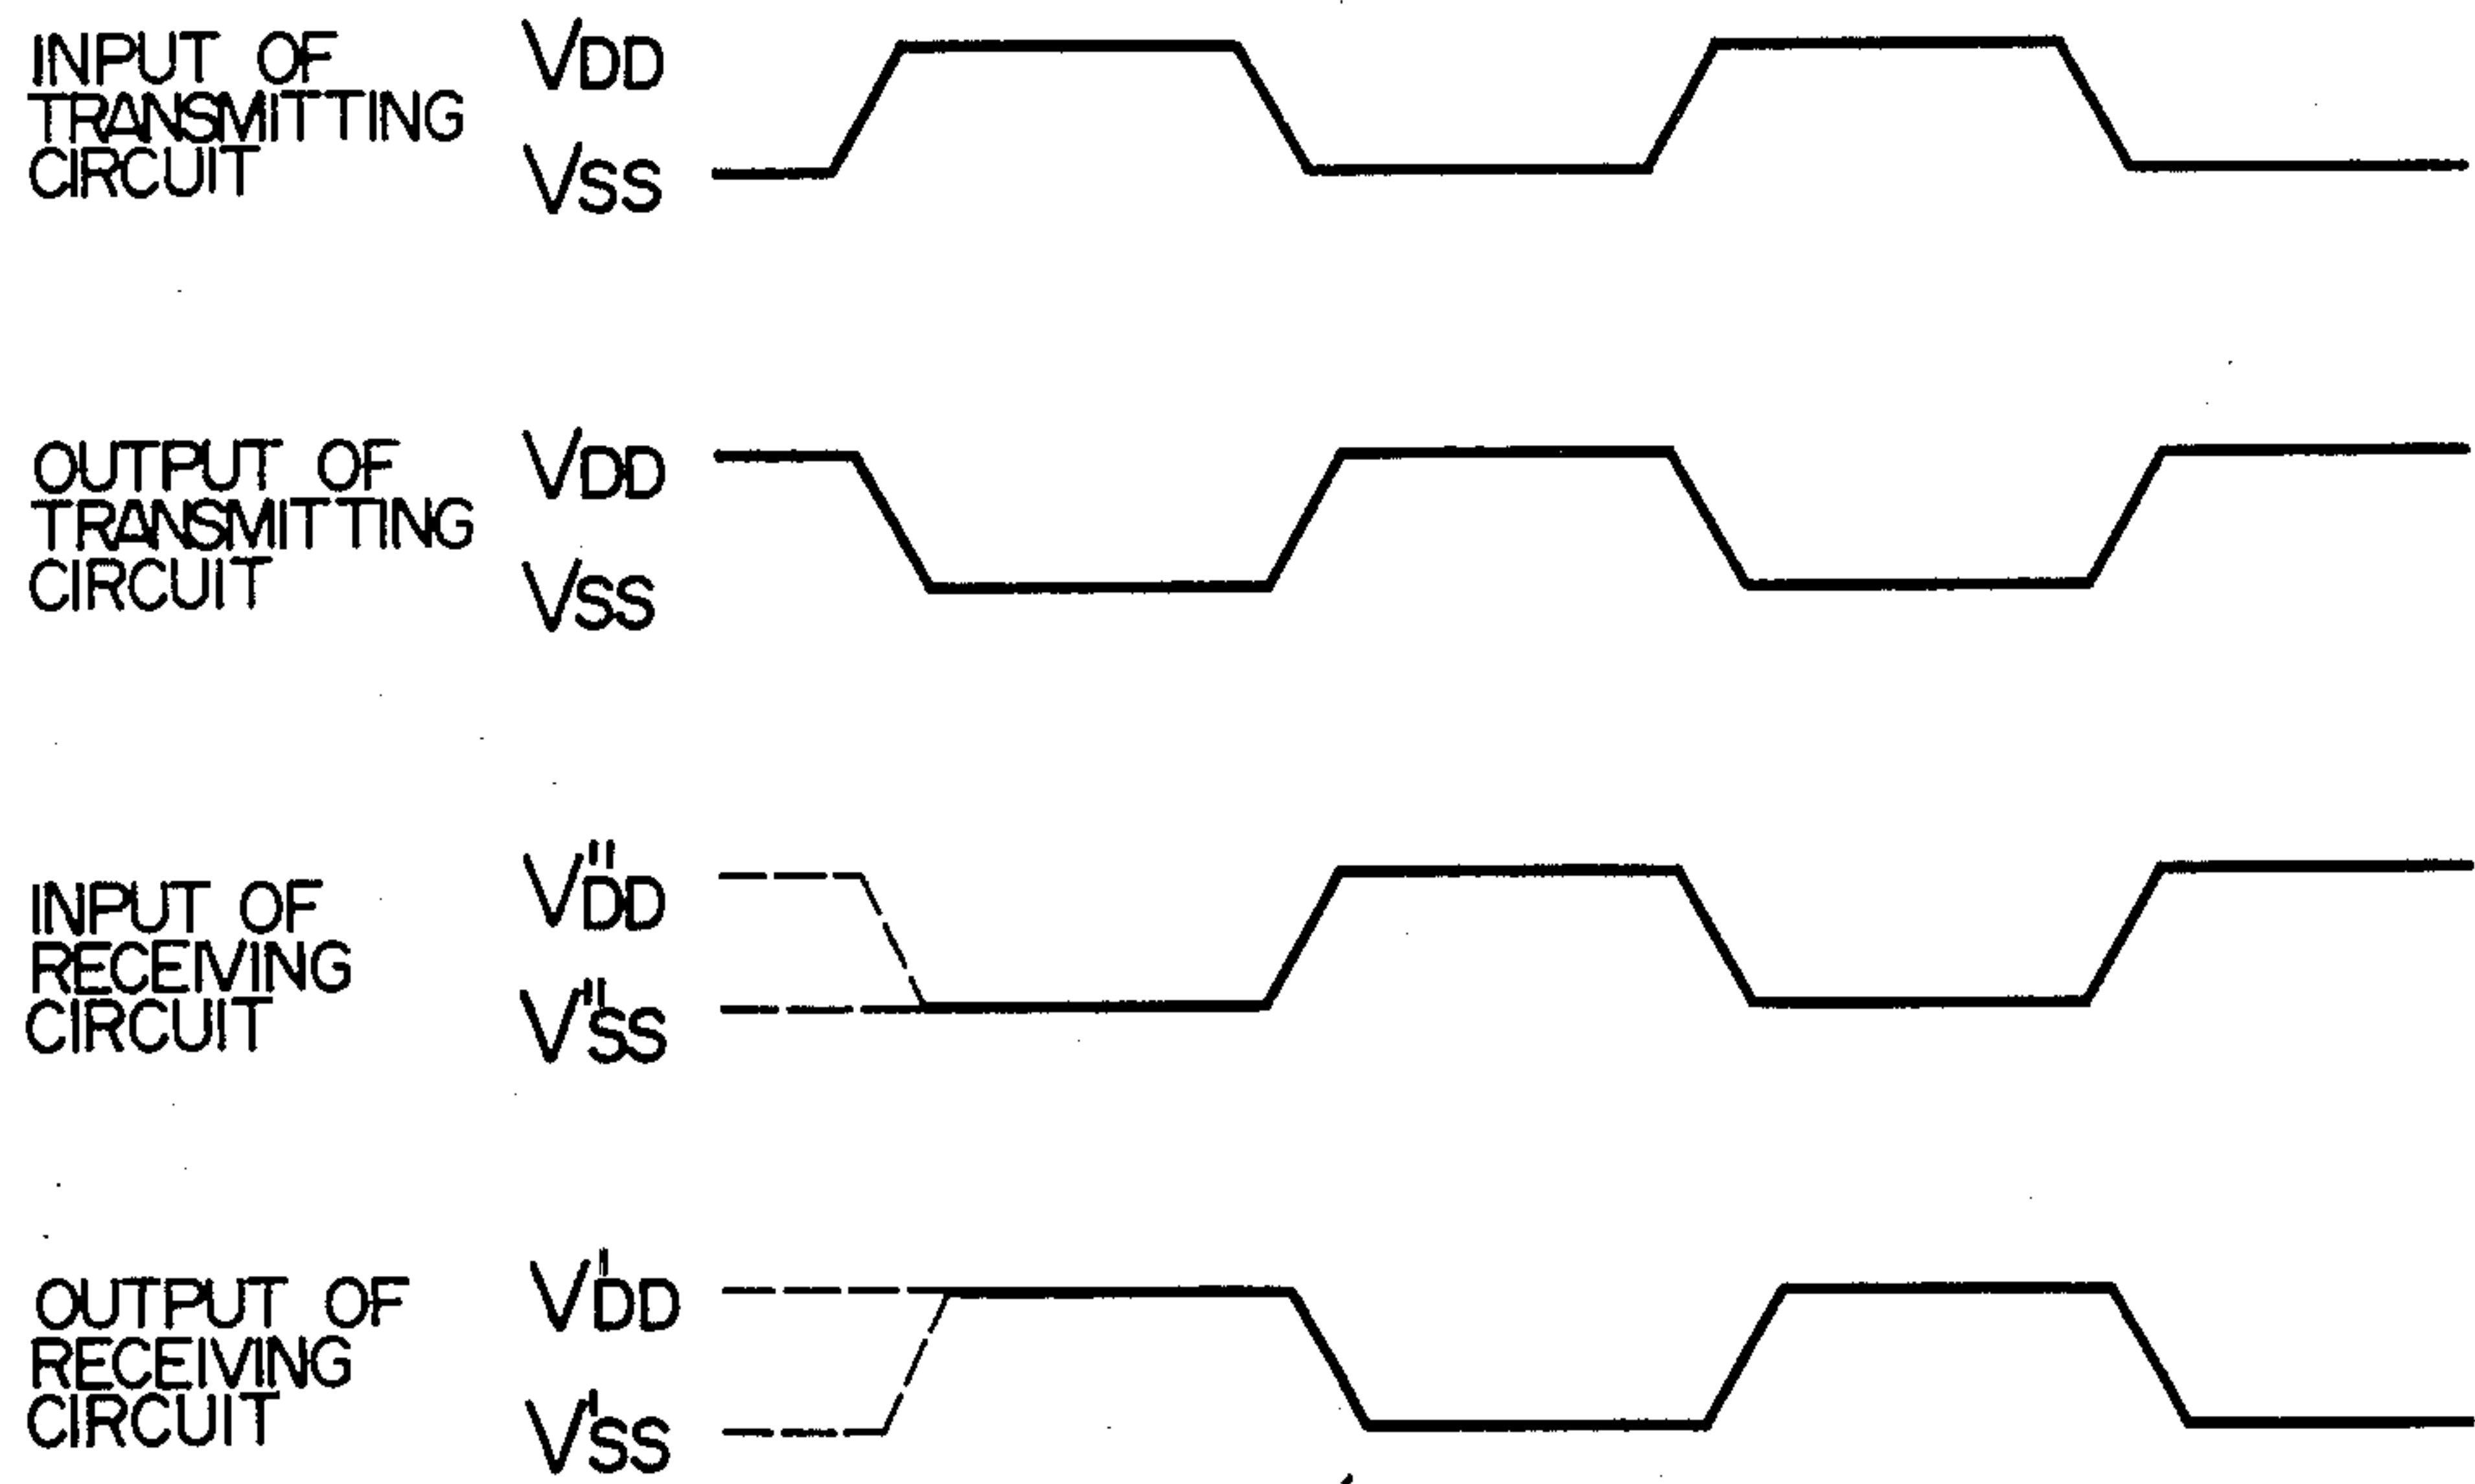 INPUT OF
TRANSMITTING
CIRCUIT
VDD
VSS
OUTPUT OF
TRANSMITTING
CIRCUIT
VDD
VSS
INPUT OF
RECEIVING
CIRCUIT
V"DD
V"SS
OUTPUT OF
RECEIVING
CIRCUIT
V'DD
V'SS